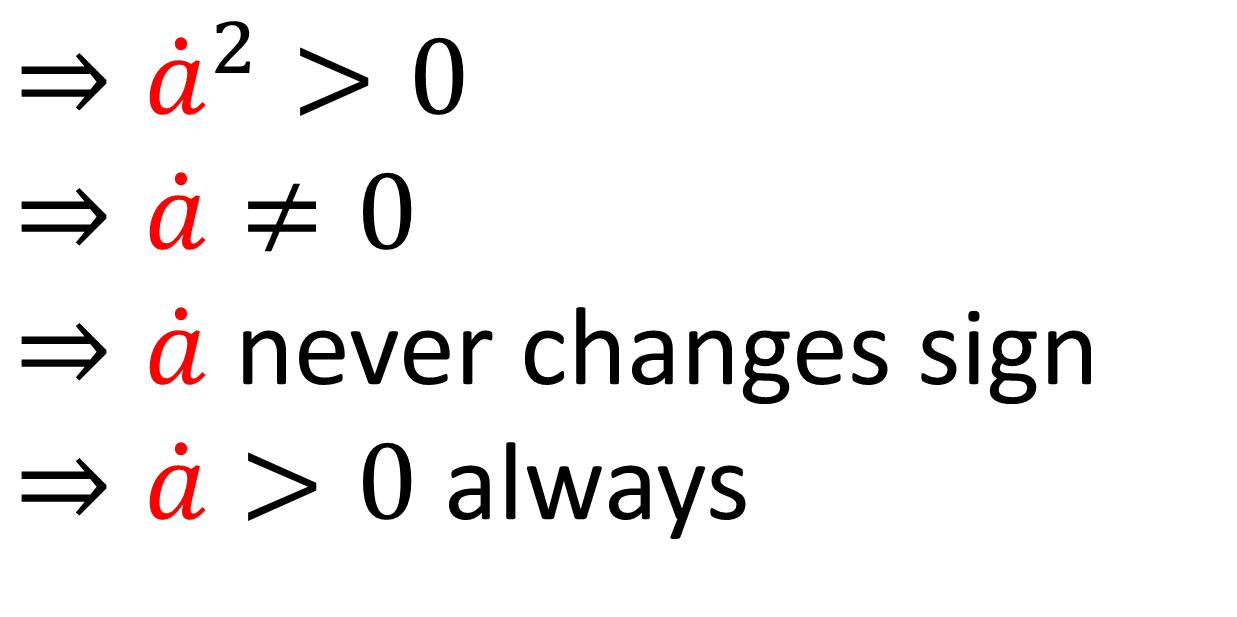 ⇒ ȧ² > 0
⇒ ȧ ≠ 0
⇒ ȧ never changes sign
⇒ ȧ > 0 always